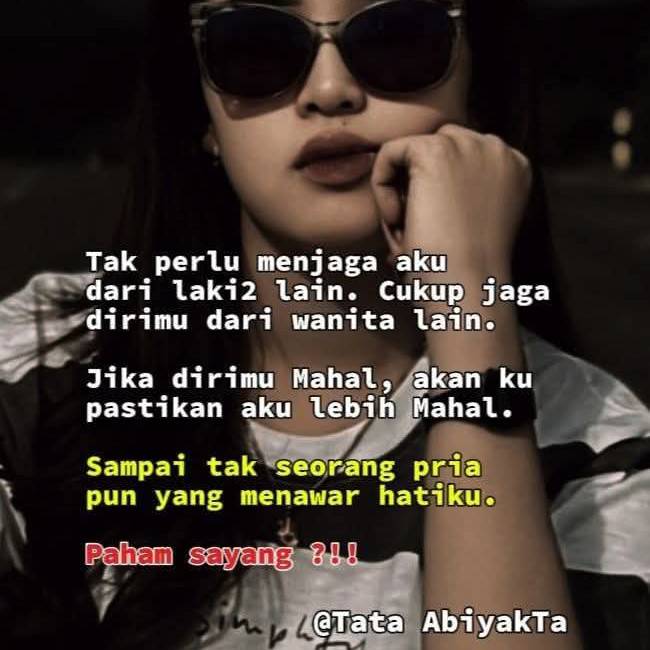 Tak perlu menjaga aku
dari laki2 lain. Cukup jaga
dirimu dari wanita lain.
Jika dirimu Mahal, akan ku
pastikan aku lebih Mahal.
Sampai tak seorang pria
pun yang menawar hatiku.
Paham sayang ?!!
@Tata AbiyakTa